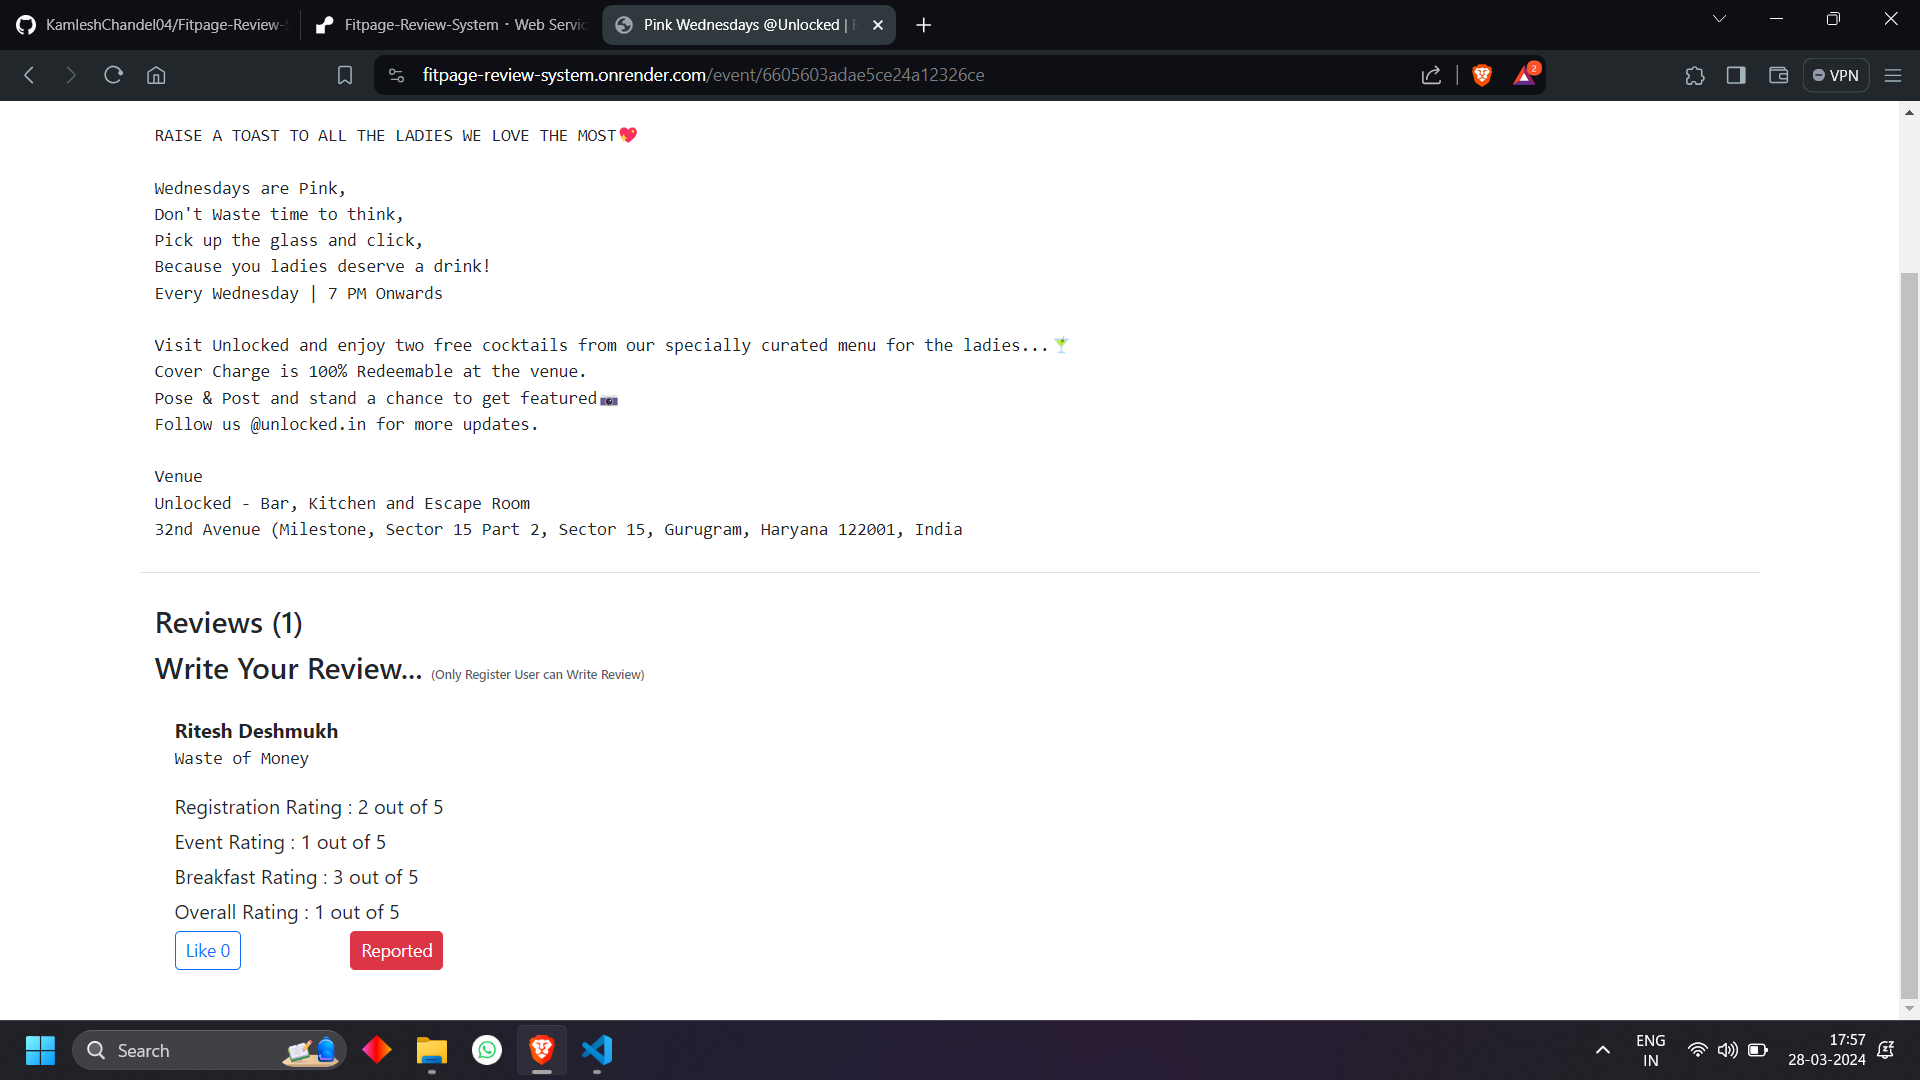 KamleshChandel04/Fitpage-Review-S
Fitpage-Review-System · Web Servic
Pink Wednesdays @Unlocked | F
fitpage-review-system.onrender.com/event/6605603adae5ce24a12326ce
2
VPN
RAISE A TOAST TO ALL THE LADIES WE LOVE THE MOST💖
Wednesdays are Pink,
Don't Waste time to think,
Pick up the glass and click,
Because you ladies deserve a drink!
Every Wednesday | 7 PM Onwards
Visit Unlocked and enjoy two free cocktails from our specially curated menu for the ladies...🍸
Cover Charge is 100% Redeemable at the venue.
Pose & Post and stand a chance to get featured📷
Follow us @unlocked.in for more updates.
Venue
Unlocked - Bar, Kitchen and Escape Room
32nd Avenue (Milestone, Sector 15 Part 2, Sector 15, Gurugram, Haryana 122001, India
Reviews (1)
Write Your Review... (Only Register User can Write Review)
Ritesh Deshmukh
Waste of Money
Registration Rating : 2 out of 5
Event Rating : 1 out of 5
Breakfast Rating : 3 out of 5
Overall Rating : 1 out of 5
Like 0
Reported
Search
ENG
IN
17:57
28-03-2024